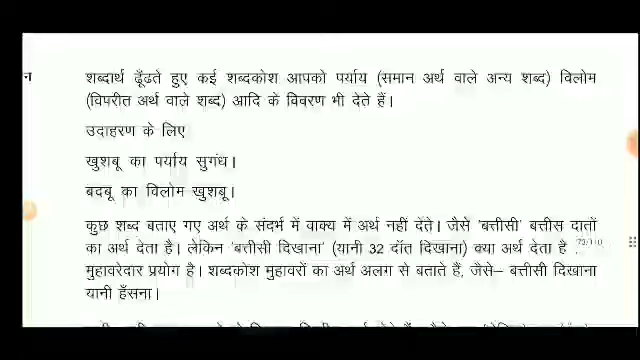 न
शब्दार्थ ढूँढते हुए कई शब्दकोश आपको पर्याय (समान अर्थ वाले अन्य शब्द) विलोम
(विपरीत अर्थ वाले शब्द) आदि के विवरण भी देते हैं।
उदाहरण के लिए
खुशबू का पर्याय सुगंध।
बदबू का विलोम खुशबू।
कुछ शब्द बताए गए अर्थ के संदर्भ में वाक्य में अर्थ नहीं देते। जैसे 'बत्तीसी' बत्तीस दातों
का अर्थ देता है। लेकिन 'बत्तीसी दिखाना' (यानी 32 दाँत दिखाना) क्या अर्थ देता है
73/110
मुहावरेदार प्रयोग है। शब्दकोश मुहावरों का अर्थ अलग से बताते हैं, जैसे– बत्तीसी दिखाना
यानी हँसना।